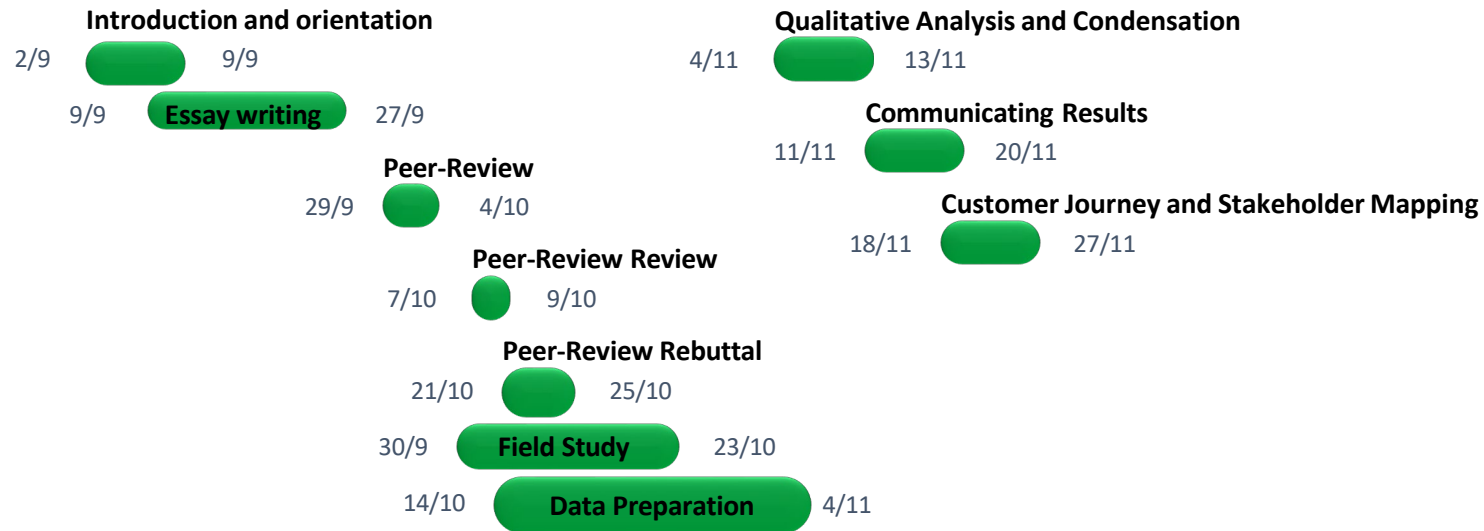 Introduction and orientation
2/9 9/9
9/9 Essay writing 27/9
Peer-Review
29/9 4/10
Peer-Review Review
7/10 9/10
Peer-Review Rebuttal
21/10 25/10
30/9 Field Study 23/10
14/10 Data Preparation 4/11
Qualitative Analysis and Condensation
4/11 13/11
Communicating Results
11/11 20/11
Customer Journey and Stakeholder Mapping
18/11 27/11